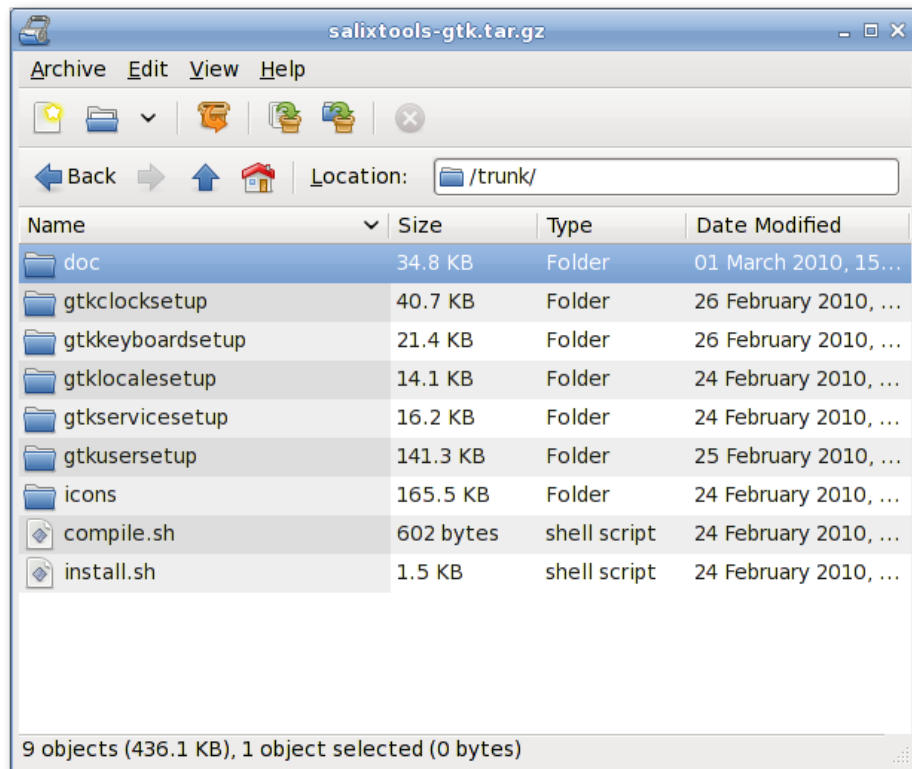 salixtools-gtk.tar.gz
Archive Edit View Help
Back Location: /trunk/
Name Size Type Date Modified
doc 34.8 KB Folder 01 March 2010, 15...
gtkclocksetup 40.7 KB Folder 26 February 2010, ...
gtkkeyboardsetup 21.4 KB Folder 26 February 2010, ...
gtklocalesetup 14.1 KB Folder 24 February 2010, ...
gtkservicesetup 16.2 KB Folder 24 February 2010, ...
gtkusersetup 141.3 KB Folder 25 February 2010, ...
icons 165.5 KB Folder 24 February 2010, ...
compile.sh 602 bytes shell script 24 February 2010, ...
install.sh 1.5 KB shell script 24 February 2010, ...
9 objects (436.1 KB), 1 object selected (0 bytes)